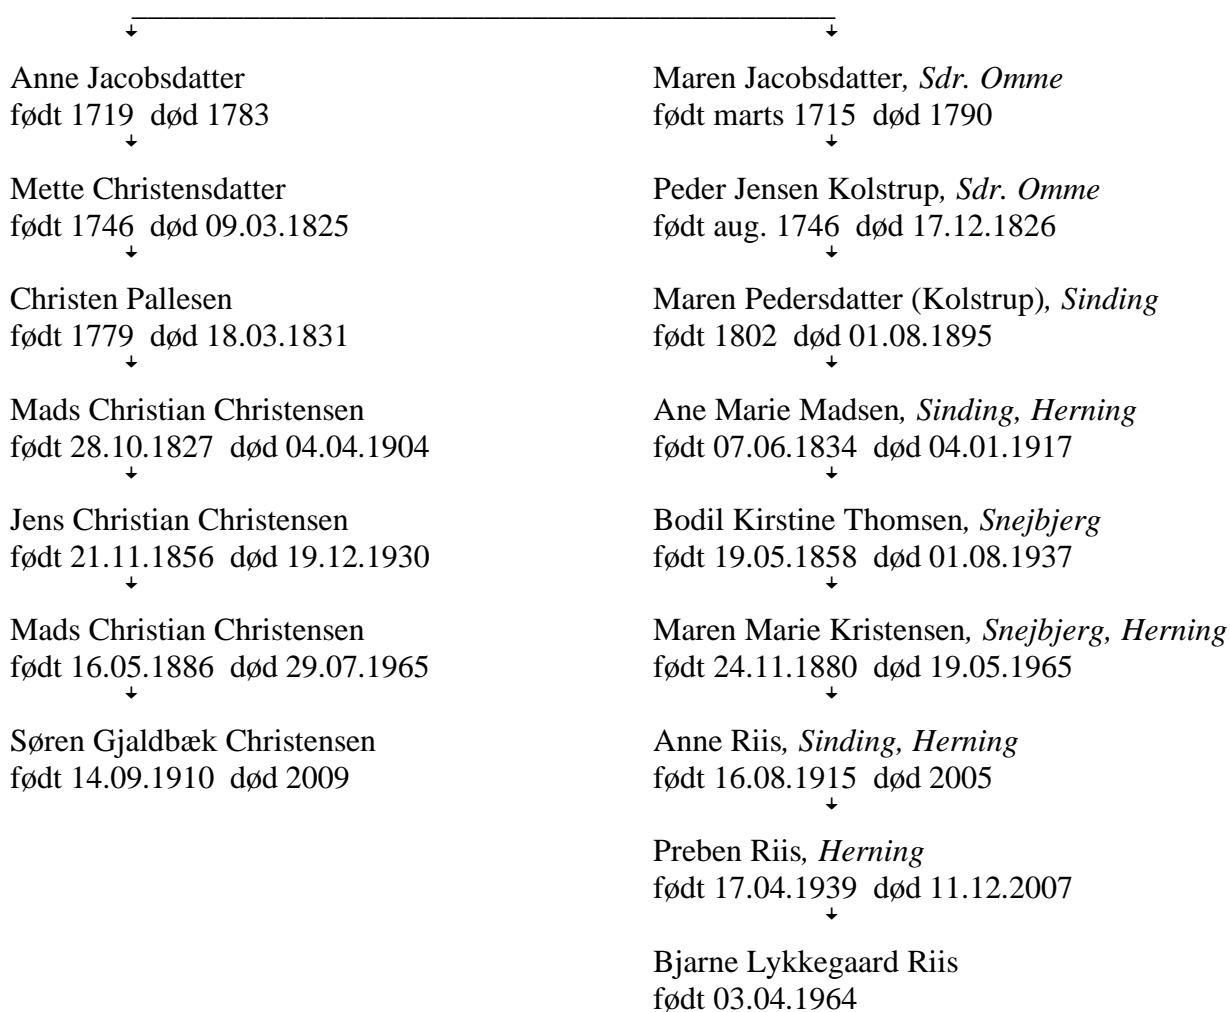 Anne Jacobsdatter
født 1719 død 1783
Mette Christensdatter
født 1746 død 09.03.1825
Christen Pallesen
født 1779 død 18.03.1831
Mads Christian Christensen
født 28.10.1827 død 04.04.1904
Jens Christian Christensen
født 21.11.1856 død 19.12.1930
Mads Christian Christensen
født 16.05.1886 død 29.07.1965
Søren Gjaldbæk Christensen
født 14.09.1910 død 2009
Maren Jacobsdatter, Sdr. Omme
født marts 1715 død 1790
Peder Jensen Kolstrup, Sdr. Omme
født aug. 1746 død 17.12.1826
Maren Pedersdatter (Kolstrup), Sinding
født 1802 død 01.08.1895
Ane Marie Madsen, Sinding, Herning
født 07.06.1834 død 04.01.1917
Bodil Kirstine Thomsen, Snejbjerg
født 19.05.1858 død 01.08.1937
Maren Marie Kristensen, Snejbjerg, Herning
født 24.11.1880 død 19.05.1965
Anne Riis, Sinding, Herning
født 16.08.1915 død 2005
Preben Riis, Herning
født 17.04.1939 død 11.12.2007
Bjarne Lykkegaard Riis
født 03.04.1964